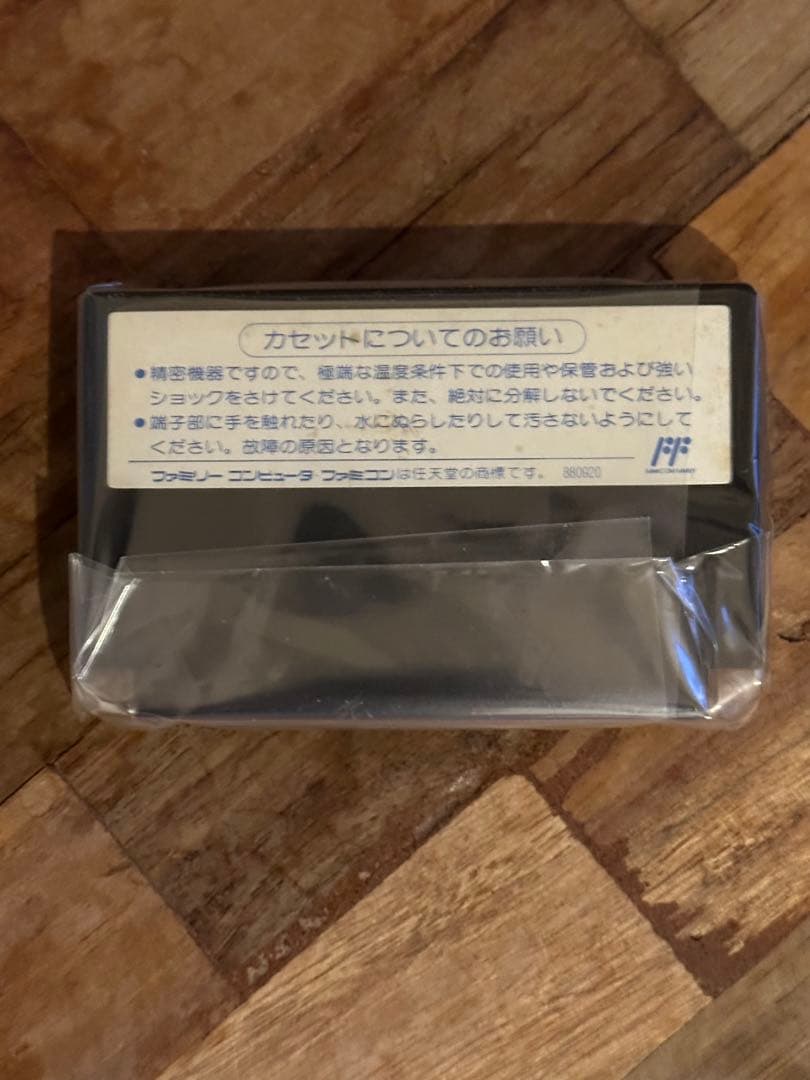 カセットについてのお願い
●精密機器ですので、極端な温度条件下での使用や保管および強い
ショックをさけてください。また、絶対に分解しないでください。
●端子部に手を触れたり、水にぬらしたりして汚さないようにして
ください。故障の原因となります。
ファミリー コンピュータ・ファミコンは任天堂の商標です。 880920